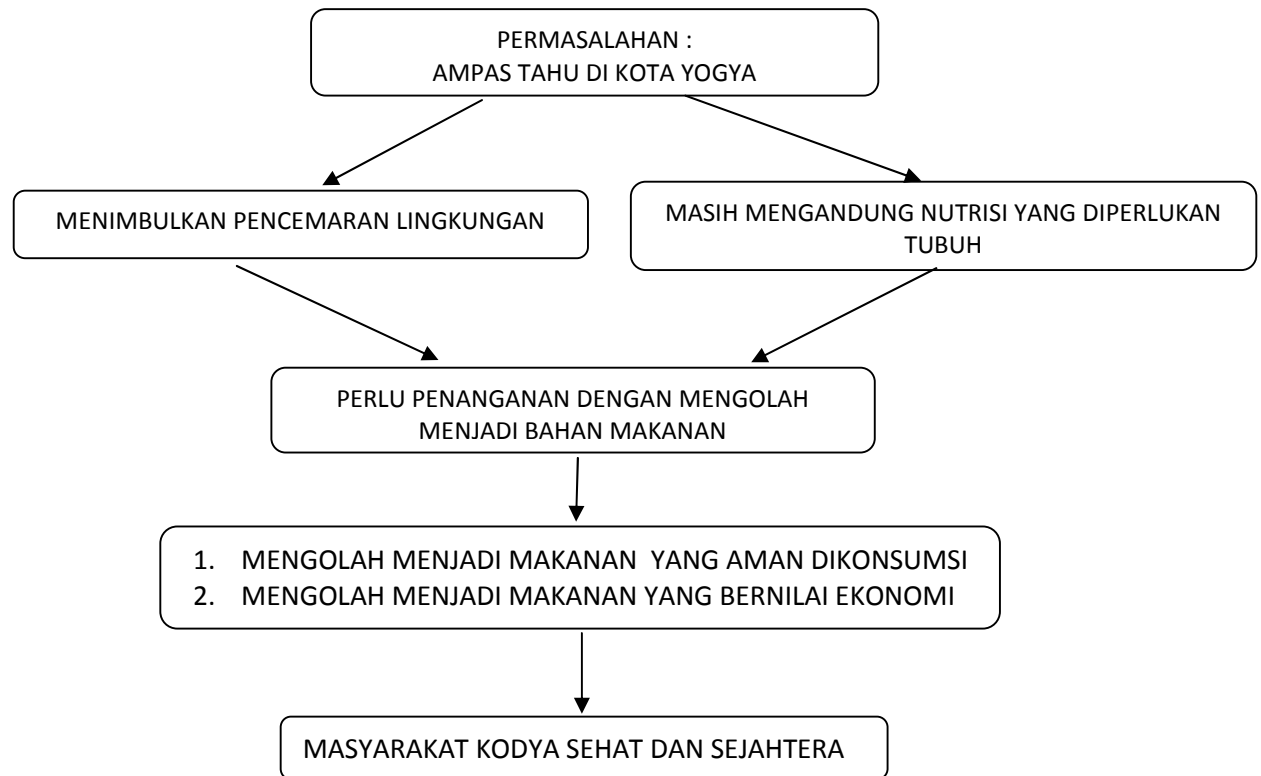 PERMASALAHAN :
AMPAS TAHU DI KOTA YOGYA
MENIMBULKAN PENCEMARAN LINGKUNGAN
MASIH MENGANDUNG NUTRISI YANG DIPERLUKAN
TUBUH
PERLU PENANGANAN DENGAN MENGOLAH
MENJADI BAHAN MAKANAN
1. MENGOLAH MENJADI MAKANAN YANG AMAN DIKONSUMSI
2. MENGOLAH MENJADI MAKANAN YANG BERNILAI EKONOMI
MASYARAKAT KODYA SEHAT DAN SEJAHTERA